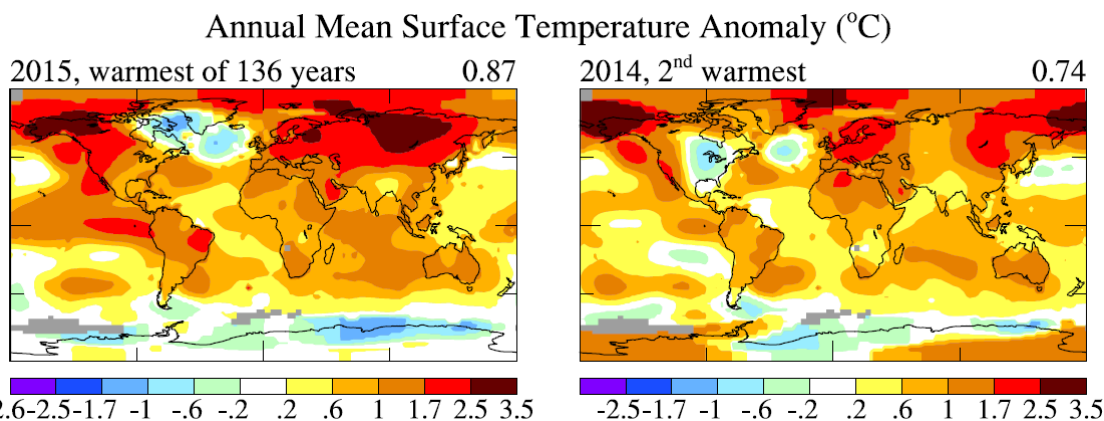 Annual Mean Surface Temperature Anomaly (°C)
2015, warmest of 136 years 0.87
2014, 2nd warmest 0.74
2.6 -2.5 -1.7 -1 -.6 -.2 .2 .6 1 1.7 2.5 3.5
-2.5 -1.7 -1 -.6 -.2 .2 .6 1 1.7 2.5 3.5